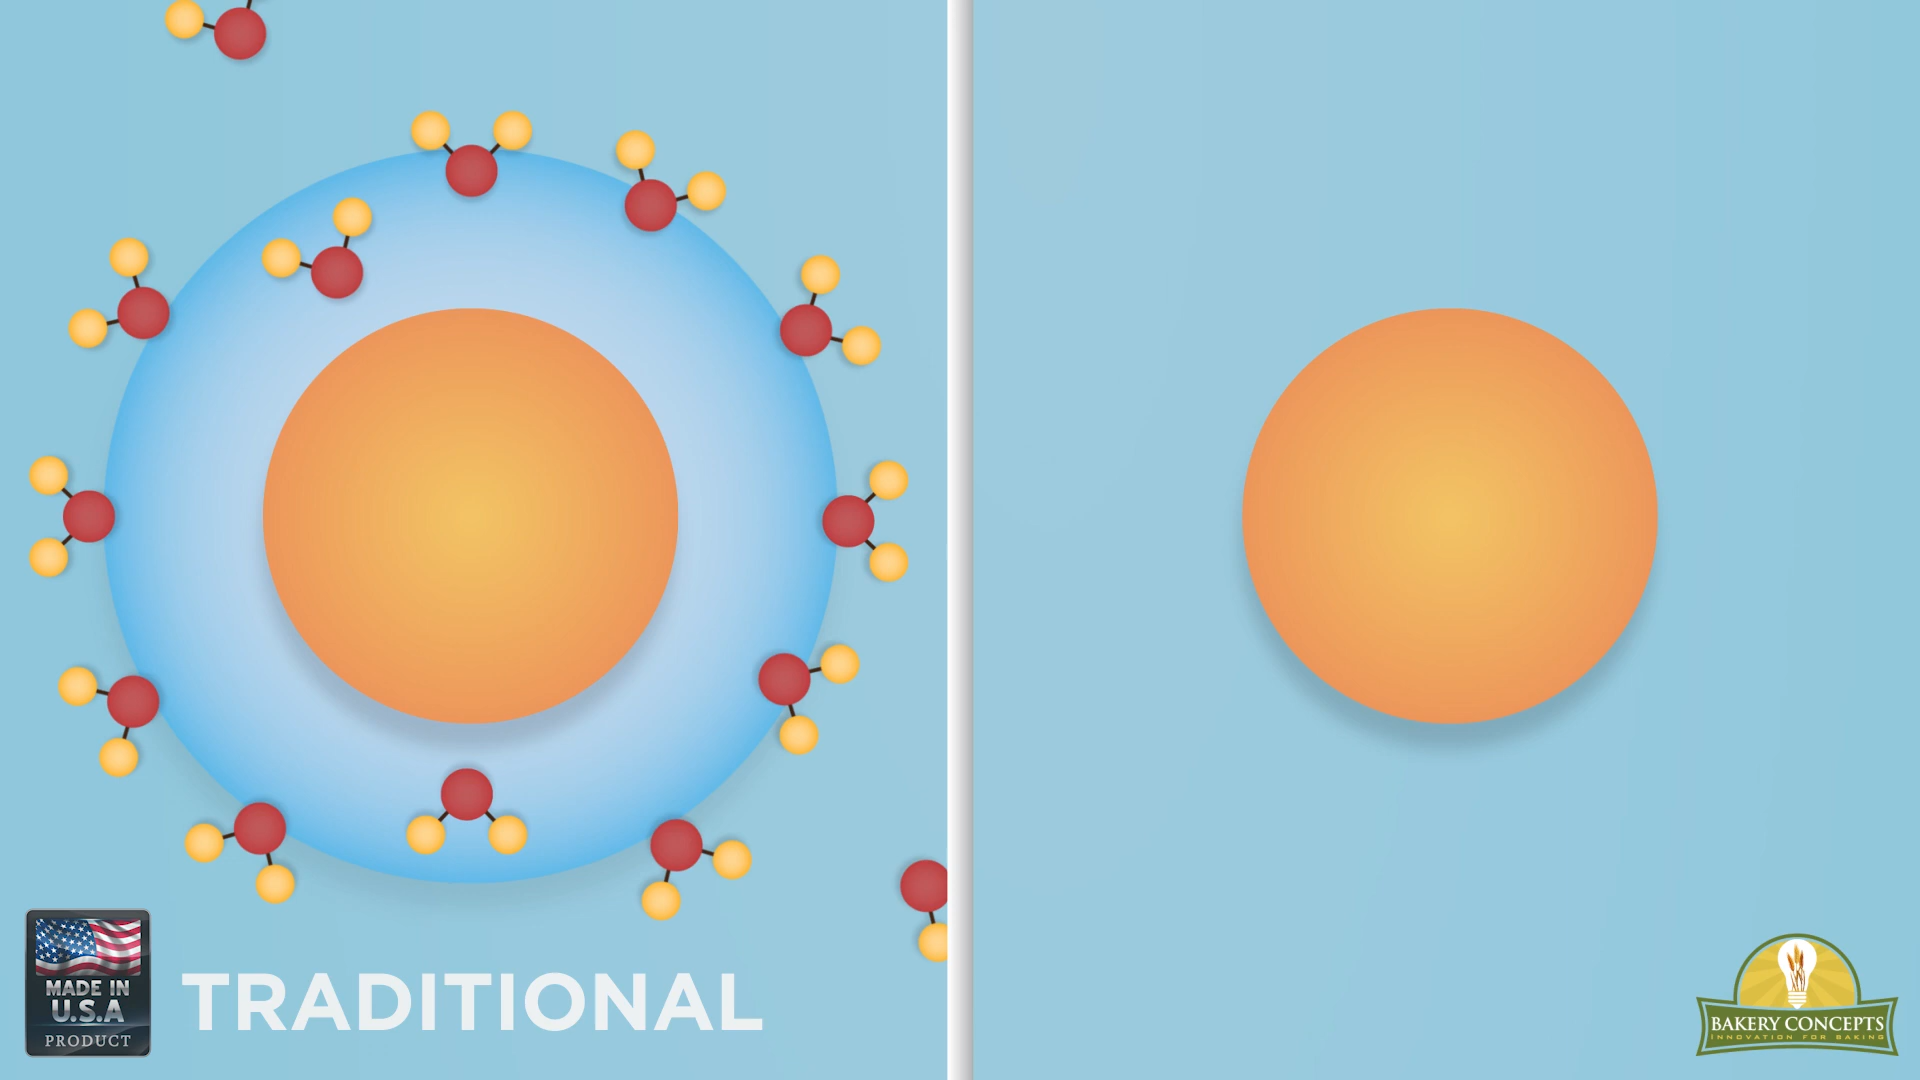 MADE IN
U.S.A
PRODUCT
TRADITIONAL
BAKERY CONCEPTS
INNOVATION FOR BAKING